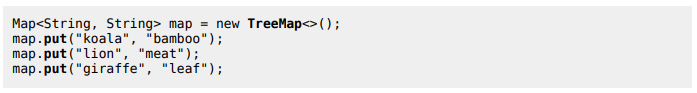 Map<String, String> map = new TreeMap<>();
map.put("koala", "bamboo");
map.put("lion", "meat");
map.put("giraffe", "leaf");